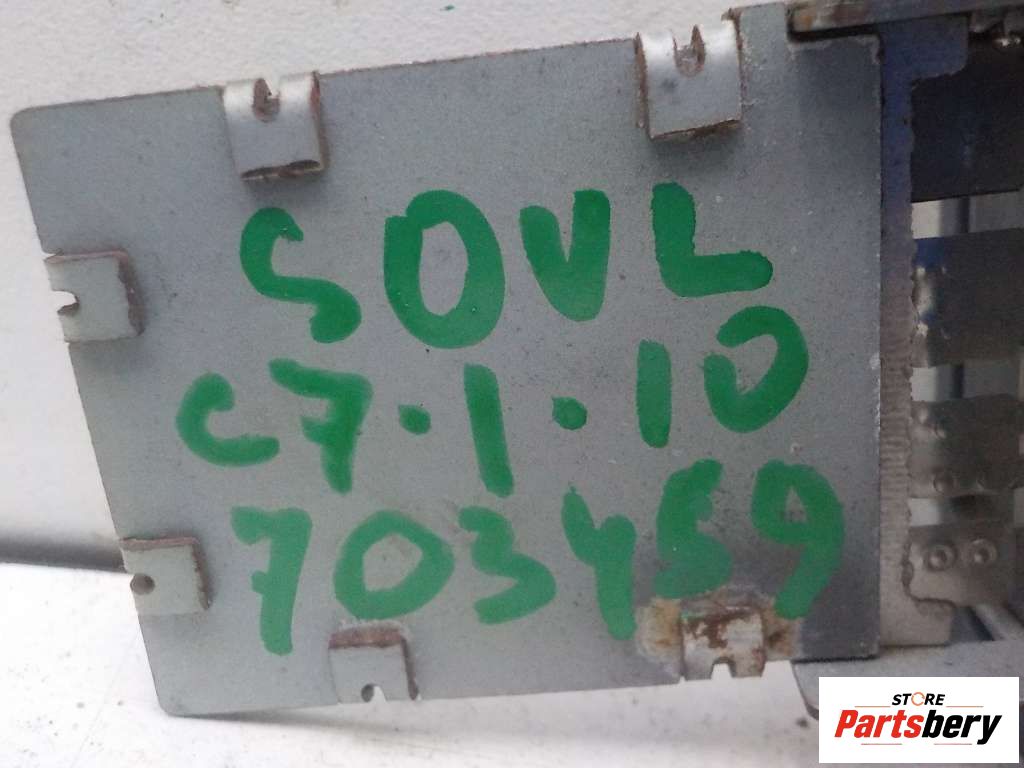 SOUL
C7.1.10
703459
STORE
Partsbery